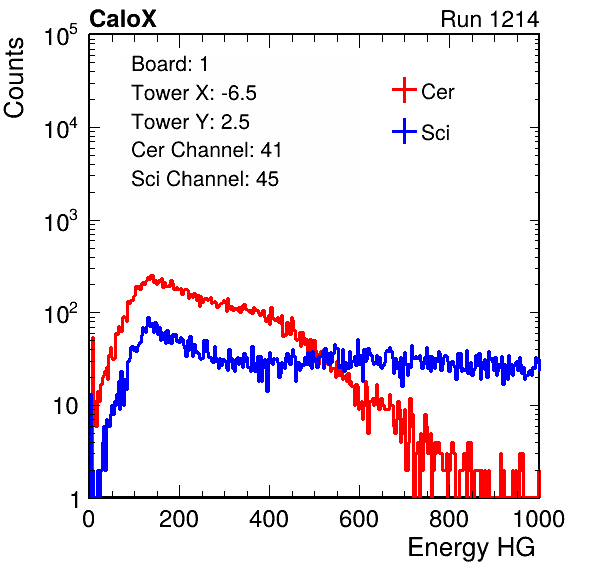 CaloX Run 1214
Counts
Board: 1
Tower X: -6.5
Tower Y: 2.5
Cer Channel: 41
Sci Channel: 45
Cer
Sci
10^5
10^4
10^3
10^2
10
1
0 200 400 600 800 1000
Energy HG